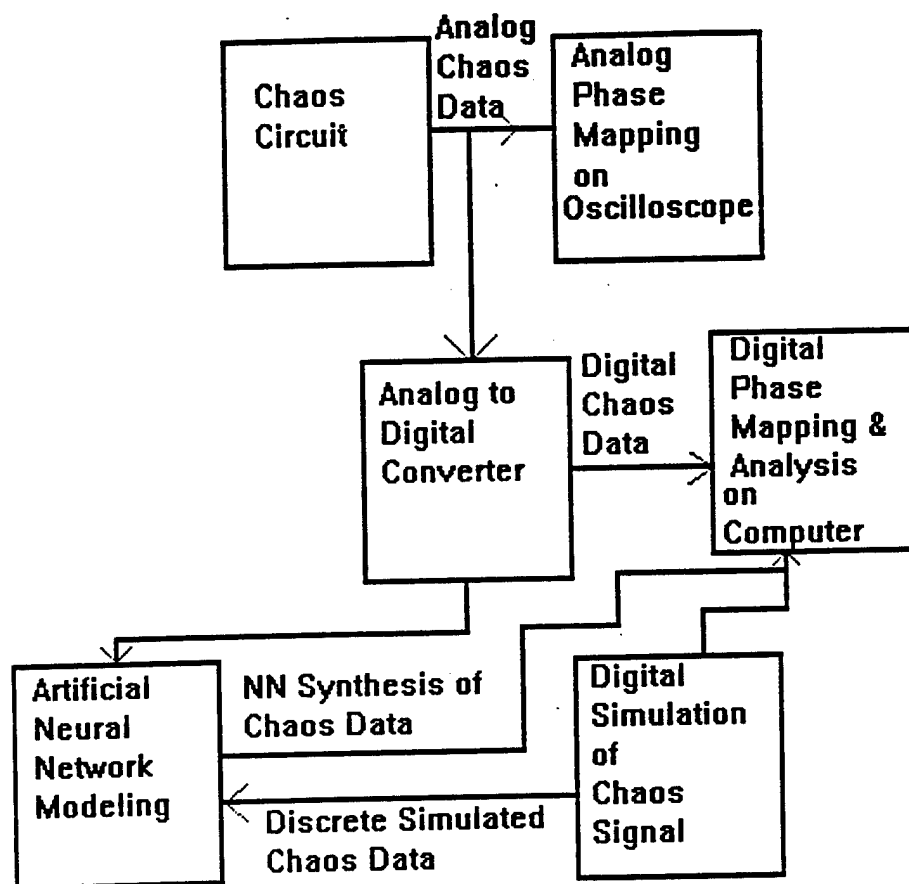 Chaos
Circuit
Analog
Chaos
Data
Analog
Phase
Mapping
on
Oscilloscope
Analog to
Digital
Converter
Digital
Chaos
Data
Digital
Phase
Mapping &
Analysis
on
Computer
Artificial
Neural
Network
Modeling
NN Synthesis of
Chaos Data
Discrete Simulated
Chaos Data
Digital
Simulation
of
Chaos
Signal